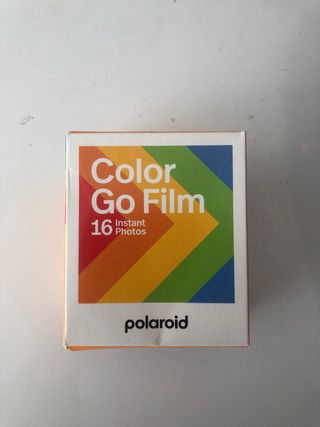 Color
Go Film
16 Instant
Photos
polaroid